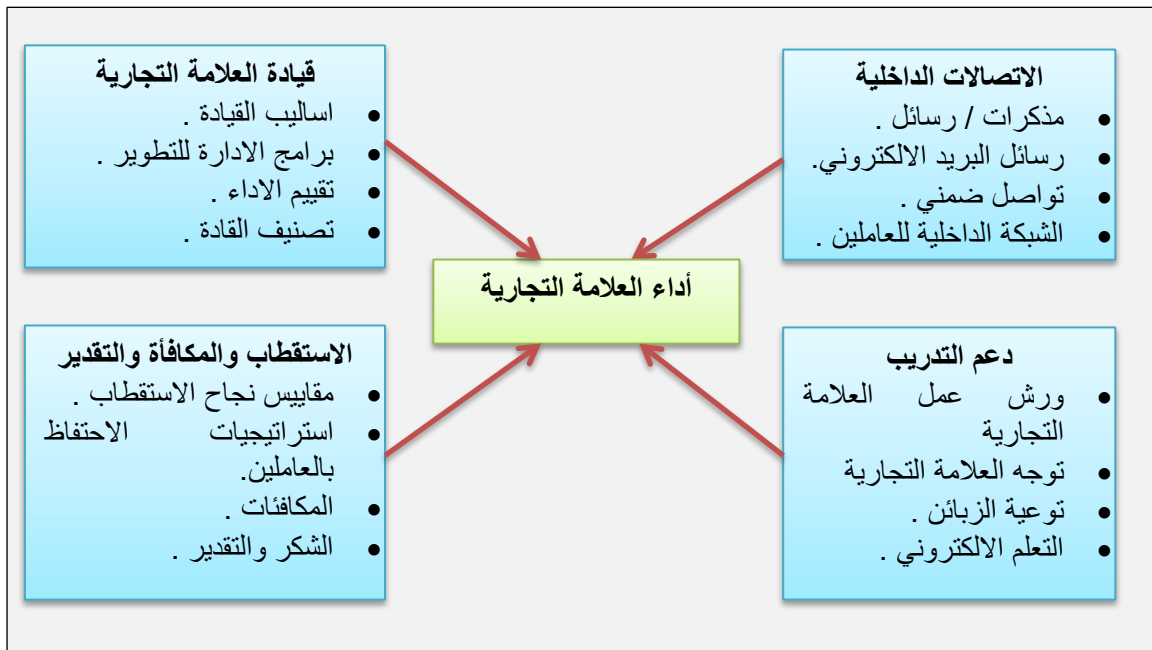 الاتصالات الداخلية
مذكرات / رسائل .
رسائل البريد الالكتروني.
تواصل ضمني .
الشبكة الداخلية للعاملين .
قيادة العلامة التجارية
اساليب القيادة .
برامج الادارة للتطوير .
تقييم الاداء .
تصنيف القادة .
أداء العلامة التجارية
دعم التدريب
ورش عمل العلامة
التجارية
توجه العلامة التجارية
توعية الزبائن .
التعلم الالكتروني .
الاستقطاب والمكافأة والتقدير
مقاييس نجاح الاستقطاب .
استراتيجيات الاحتفاظ
بالعاملين.
المكافئات .
الشكر والتقدير .